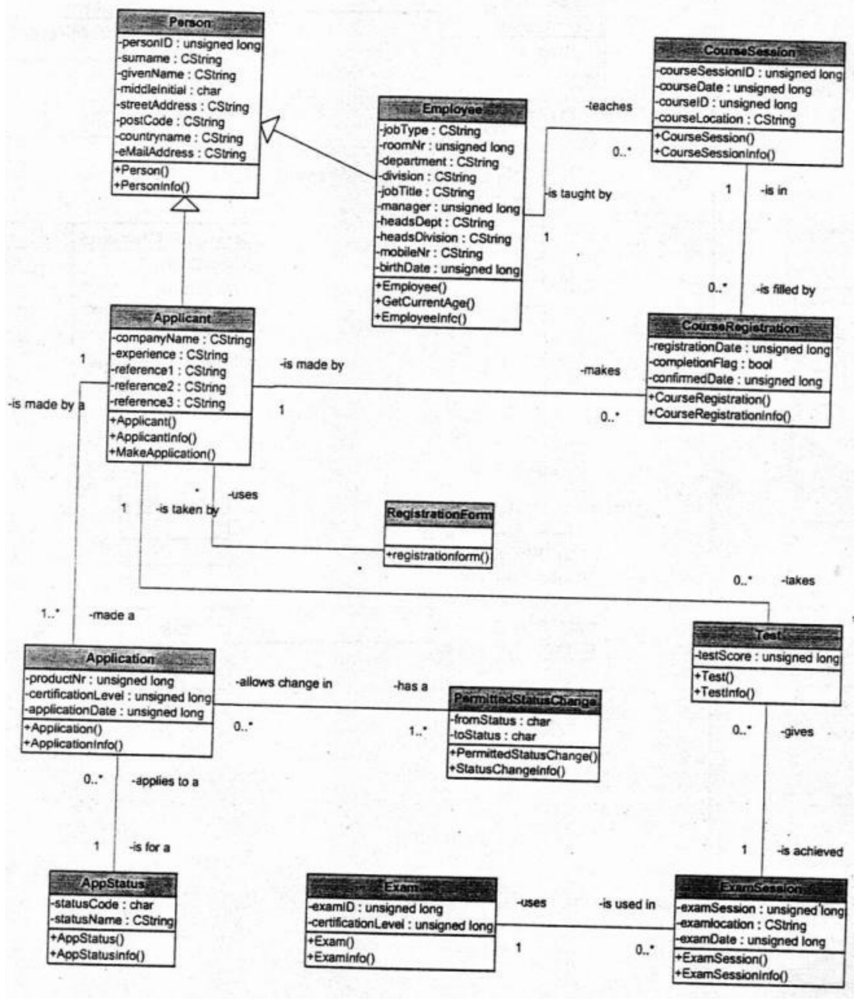 Person
-personID : unsigned long
-surname : CString
-givenName : CString
-middleInitial : char
-streetAddress : CString
-postCode : CString
-countryname : CString
-eMailAddress : CString
+Person()
+PersonInfo()
Employee
-jobType : CString
-roomNr : unsigned long
-department : CString
-division : CString
-jobTitle : CString
-manager : unsigned long
-headsDept : CString
-headsDivision : CString
-mobileNr : CString
-birthDate : unsigned long
+Employee()
+GetCurrentAge()
+EmployeeInfo()
-teaches
0..*
-is taught by
1
CourseSession
-courseSessionID : unsigned long
-courseDate : unsigned long
-courseID : unsigned long
-courseLocation : CString
+CourseSession()
+CourseSessionInfo()
1
-is in
0..*
-is filled by
Applicant
-companyName : CString
-experience : CString
-reference1 : CString
-reference2 : CString
-reference3 : CString
+Applicant()
+ApplicantInfo()
+MakeApplication()
1
-is made by a
-is made by
1
-makes
0..*
CourseRegistration
-registrationDate : unsigned long
-completionFlag : bool
-confirmedDate : unsigned long
+CourseRegistration()
+CourseRegistrationInfo()
*
-uses
1
-is taken by
RegistrationForm
+registrationform()
*
0..*
-takes
1..*
-made a
Application
-productNr : unsigned long
-certificationLevel : unsigned long
-applicationDate : unsigned long
+Application()
+ApplicationInfo()
-allows change in
-has a
0..*
1..*
PermittedStatusChange
-fromStatus : char
-toStatus : char
+PermittedStatusChange()
+StatusChangeInfo()
Test
-testScore : unsigned long
+Test()
+TestInfo()
0..*
-gives
0..*
-applies to a
1
-is for a
1
-is achieved
AppStatus
-statusCode : char
-statusName : CString
+AppStatus()
+AppStatusInfo()
Exam
-examID : unsigned long
-certificationLevel : unsigned long
+Exam()
+ExamInfo()
-uses
-is used in
1
0..*
ExamSession
-examSession : unsigned long
-examlocation : CString
-examDate : unsigned long
+ExamSession()
+ExamSessionInfo()